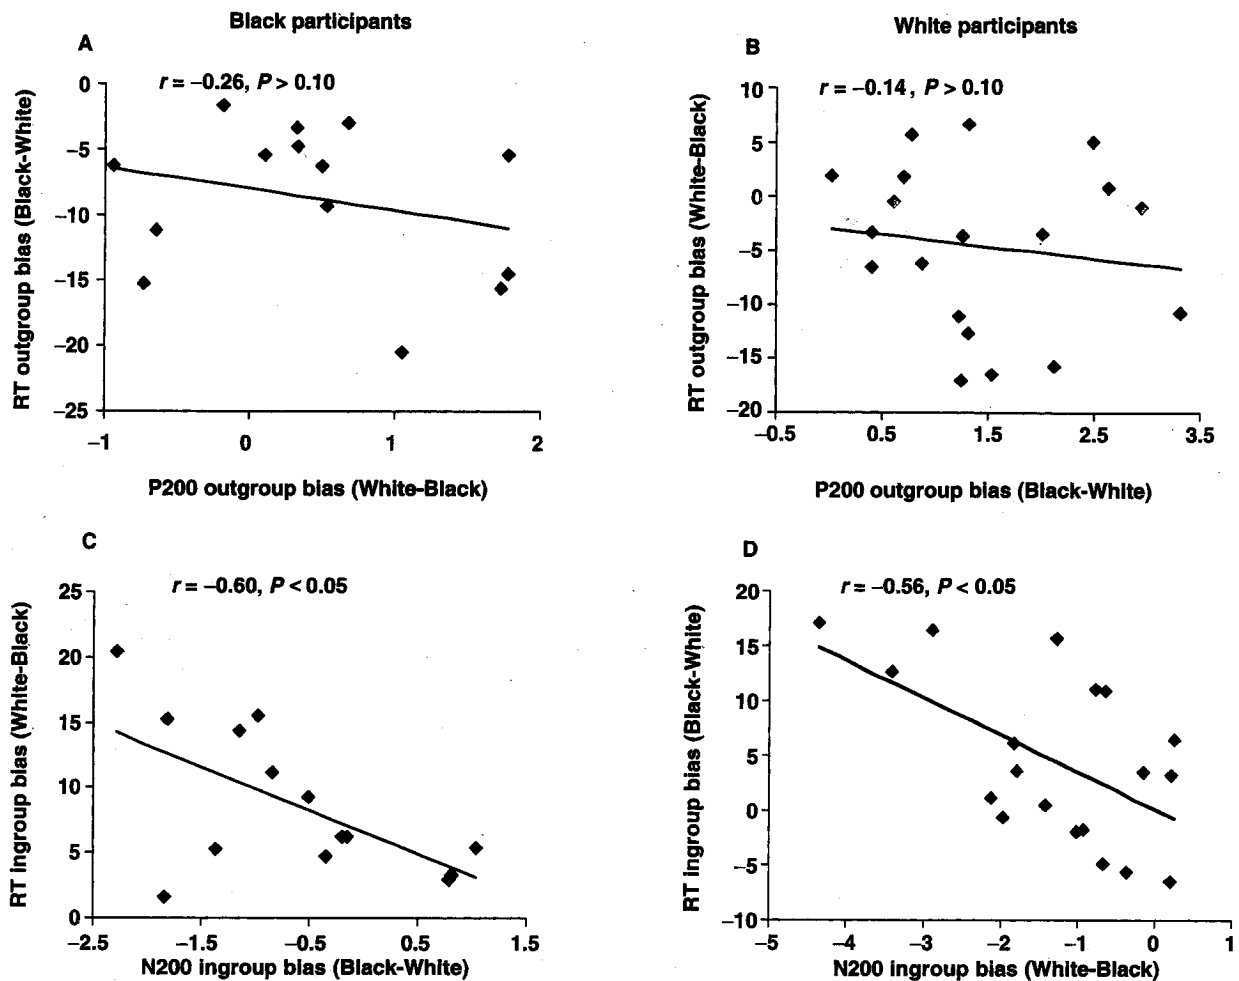 Black participants
A
r = –0.26, P > 0.10
RT outgroup bias (Black-White)
0
–5
–10
–15
–20
–25
–1
0
1
2
P200 outgroup bias (White-Black)
White participants
B
r = –0.14, P > 0.10
RT outgroup bias (White-Black)
10
5
0
–5
–10
–15
–20
–0.5
0.5
1.5
2.5
3.5
P200 outgroup bias (Black-White)
C
r = –0.60, P < 0.05
RT ingroup bias (White-Black)
25
20
15
10
5
0
–2.5
–1.5
–0.5
0.5
1.5
N200 ingroup bias (Black-White)
D
r = –0.56, P < 0.05
RT ingroup bias (Black-White)
20
15
10
5
0
–5
–10
–5
–4
–3
–2
–1
0
1
N200 ingroup bias (White-Black)